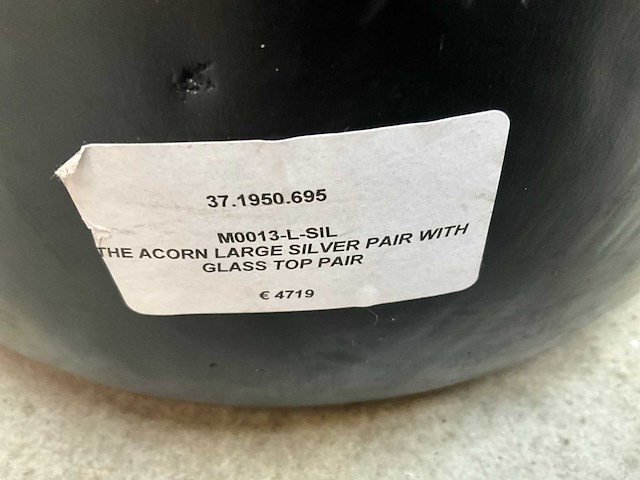 37.1950.695
M0013-L-SIL
THE ACORN LARGE SILVER PAIR WITH
GLASS TOP PAIR
€ 4719